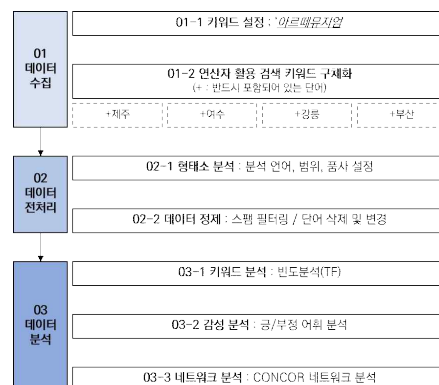 01-1 키워드 설정 : '아르떼뮤지엄
01
데이터
수집
01-2 연산자 활용 검색 키워드 구체화
(+ : 반드시 포함되어 있는 단어)
+제주 +여수 +강릉 +부산
02-1 형태소 분석 : 분석 언어, 범위, 품사 설정
02
데이터
전처리
02-2 데이터 정제 : 스팸 필터링 / 단어 삭제 및 변경
03-1 키워드 분석 : 빈도분석(TF)
03
데이터
분석
03-2 감성 분석 : 긍/부정 어휘 분석
03-3 네트워크 분석 : CONCOR 네트워크 분석